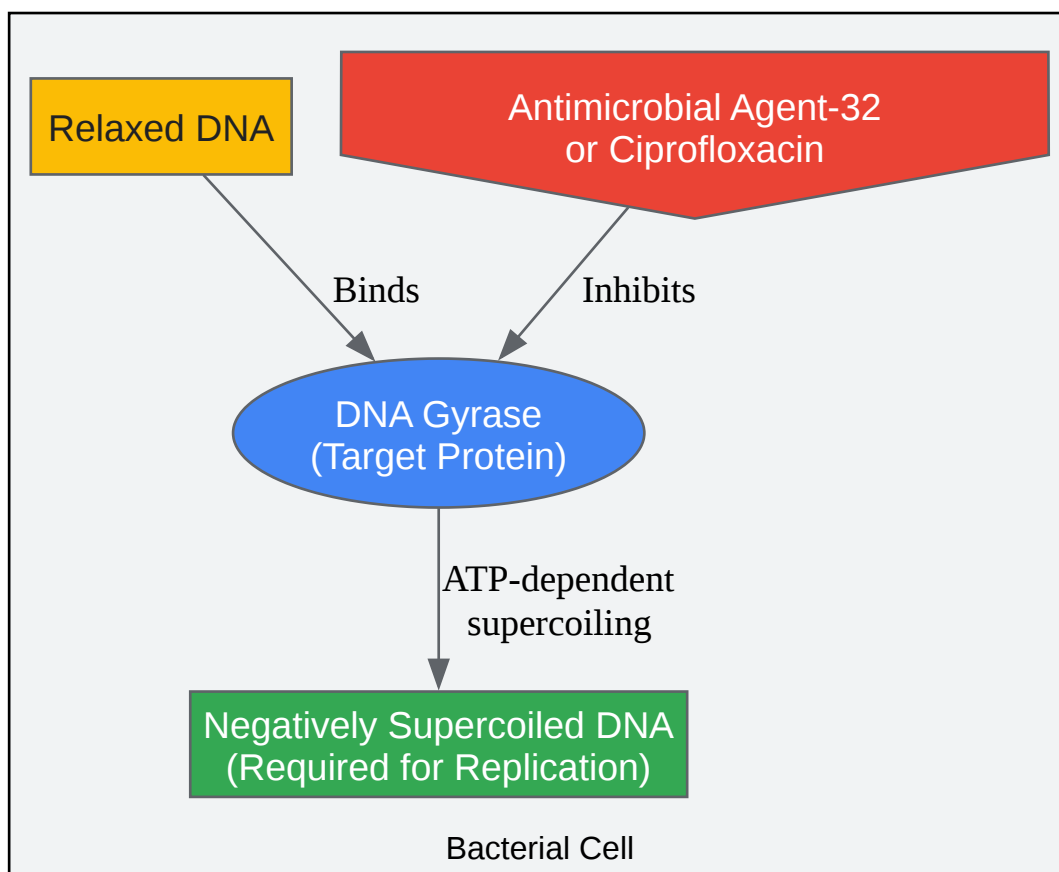 Relaxed DNA
Antimicrobial Agent-32
or Ciprofloxacin
Binds
Inhibits
DNA Gyrase
(Target Protein)
ATP-dependent
supercoiling
Negatively Supercoiled DNA
(Required for Replication)
Bacterial Cell